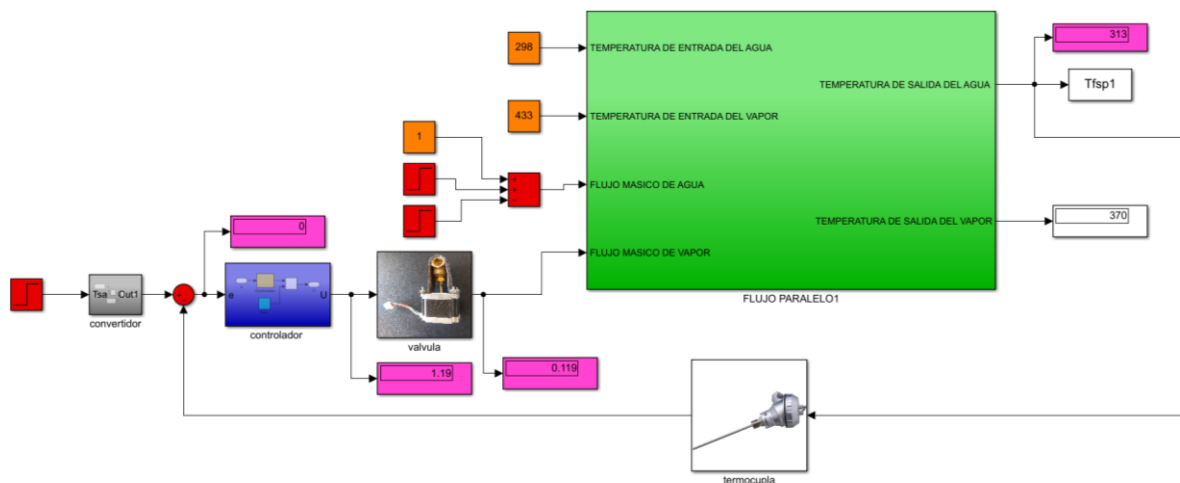 298
TEMPERATURA DE ENTRADA DEL AGUA
313
TEMPERATURA DE SALIDA DEL AGUA
Tfsp1
433
TEMPERATURA DE ENTRADA DEL VAPOR
1
FLUJO MASICO DE AGUA
TEMPERATURA DE SALIDA DEL VAPOR
370
0
FLUJO MASICO DE VAPOR
FLUJO PARALELO1
Tsa
Out1
convertidor
e
U
controlador
valvula
1.19
0.119
termocupla